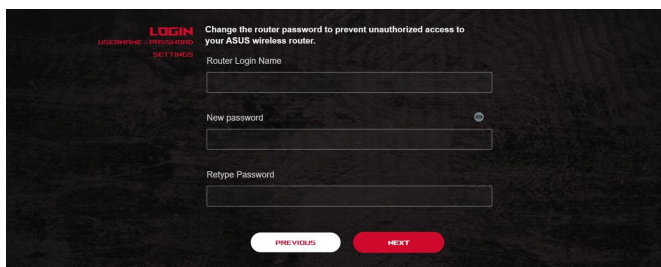 LOGIN
USERNAME / PASSWORD
SETTINGS
Change the router password to prevent unauthorized access to
your ASUS wireless router.
Router Login Name
New password
Retype Password
PREVIOUS
NEXT